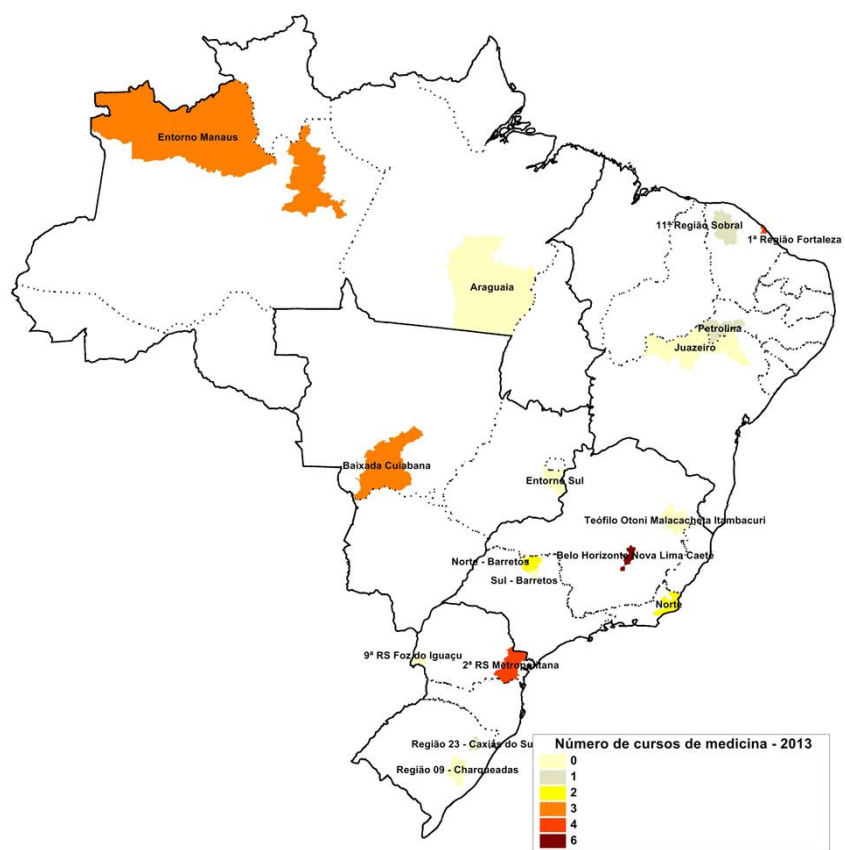 Entorno Manaus
11ª Região Sobral
1ª Região Fortaleza
Araguaia
Petrolina
Juazeiro
Baixada Cuiabana
Entorno Sul
Teófilo Otoni Malacacheta Itambacuri
Belo Horizonte Nova Lima Caeté
Norte - Barretos
Sul - Barretos
Norte
9ª RS Foz do Iguaçu
2ª RS Metropolitana
Região 23 - Caxias do Su
Região 09 - Charqueadas
Número de cursos de medicina - 2013
0
1
2
3
4
6